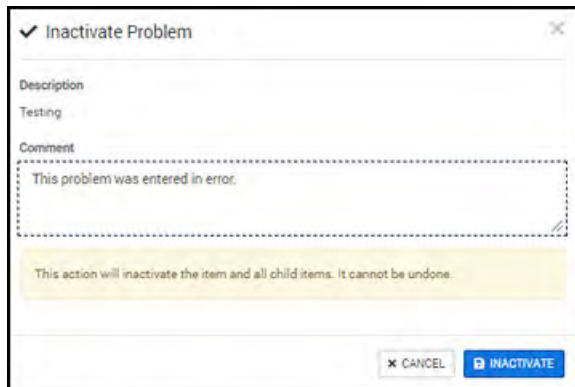 Inactivate Problem
Description
Testing
Comment
This problem was entered in error.
This action will inactivate the item and all child items. It cannot be undone.
CANCEL INACTIVATE